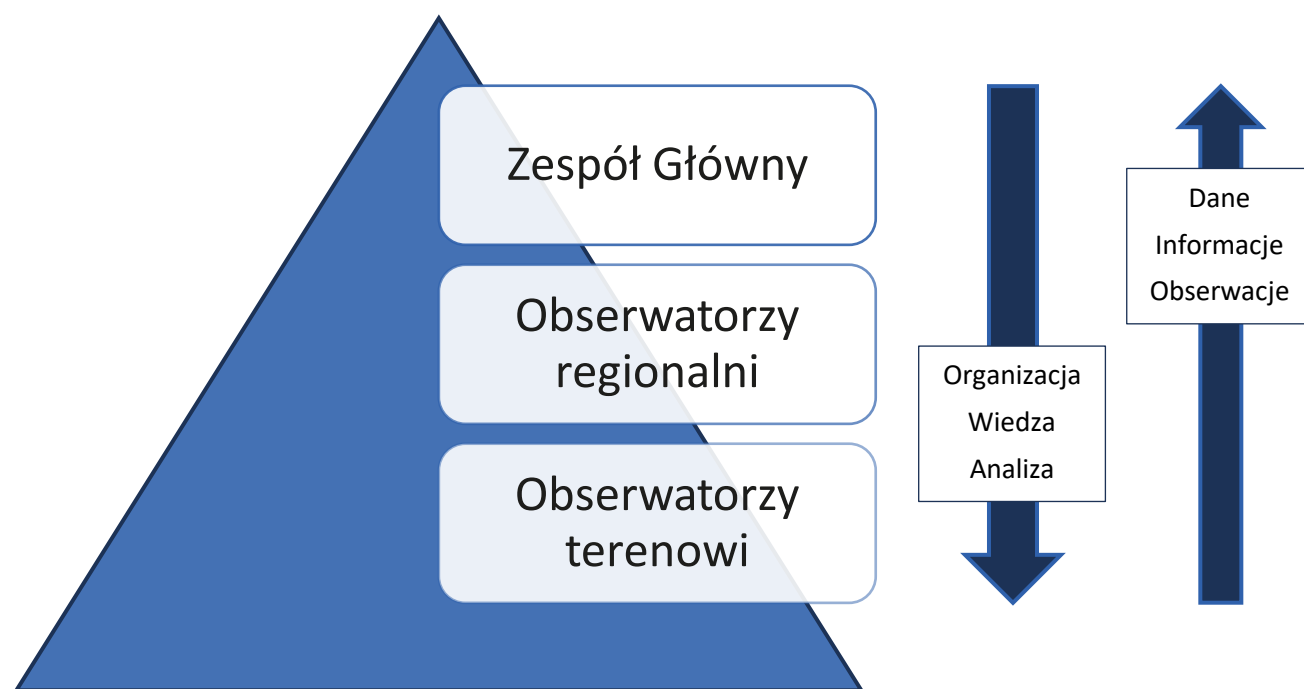 Zespół Główny
Obserwatorzy
regionalni
Obserwatorzy
terenowi
Organizacja
Wiedza
Analiza
Dane
Informacje
Obserwacje